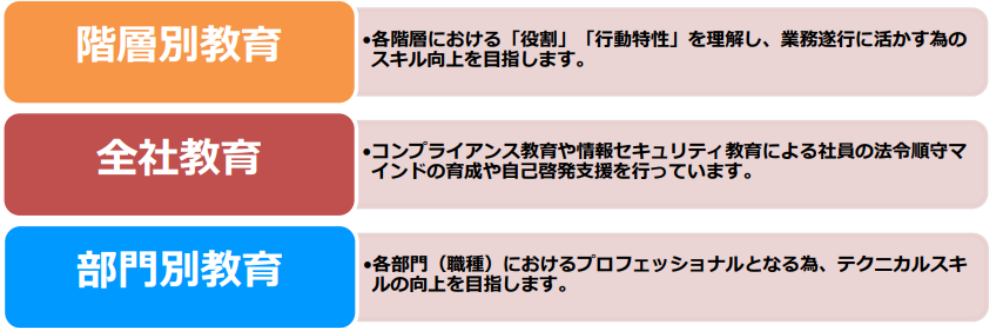 階層別教育
•各階層における「役割」「行動特性」を理解し、業務遂行に活かす為の
スキル向上を目指します。
全社教育
•コンプライアンス教育や情報セキュリティ教育による社員の法令順守マ
インドの育成や自己啓発支援を行っています。
部門別教育
•各部門（職種）におけるプロフェッショナルとなる為、テクニカルスキ
ルの向上を目指します。